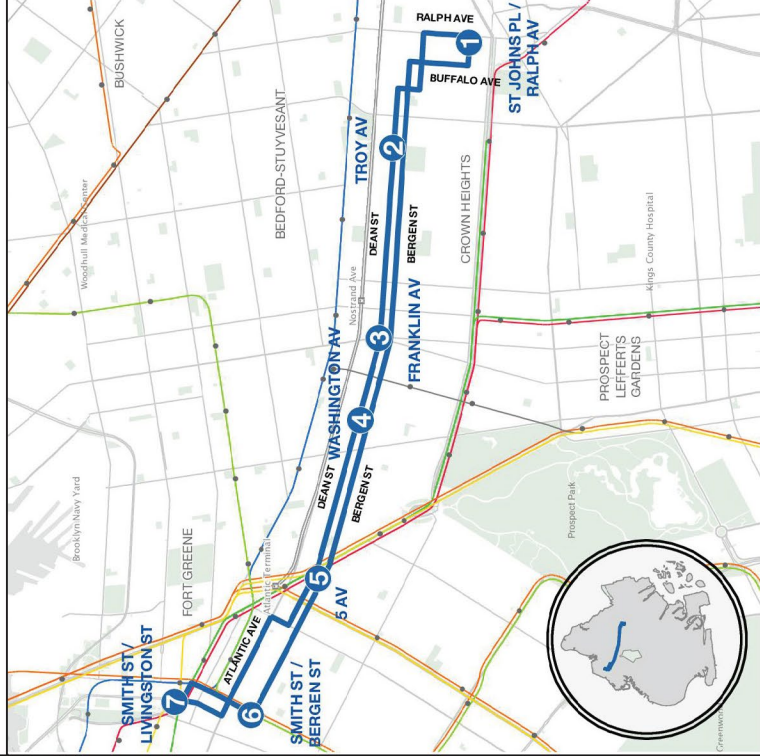 RALPH AVE
1
ST JOHNS PL /
RALPH AV
BUFFALO AVE
BUSHWICK
BEDFORD-STUYVESANT
TROY AV
2
CROWN HEIGHTS
Woodhull Medical Center
DEAN ST
BERGEN ST
Kings County Hospital
Nostrand Ave
3
FRANKLIN AV
WASHINGTON AV
PROSPECT
LEFFERTS
GARDENS
4
DEAN ST
BERGEN ST
Brooklyn Navy Yard
Prospect Park
FORT GREENE
Atlantic Terminal
5
5 AV
ATLANTIC AVE
SMITH ST /
LIVINGSTON ST
7
6
SMITH ST /
BERGEN ST